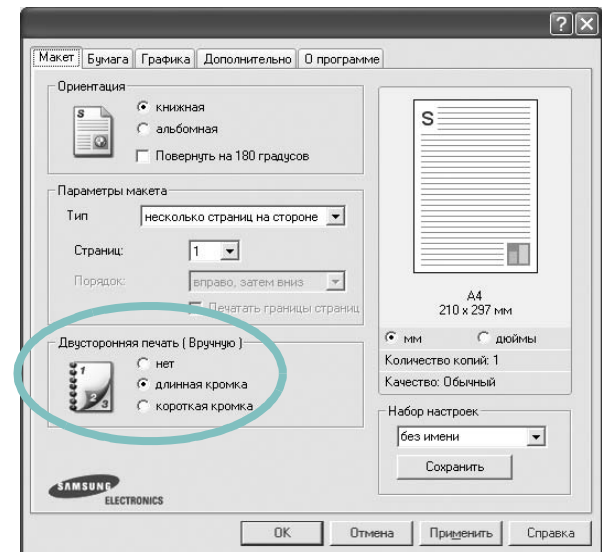 Макет Бумага Графика Дополнительно О программе
Ориентация
S
книжная
альбомная
Повернуть на 180 градусов
Параметры макета
Тип несколько страниц на стороне
Страниц: 1
Порядок: вправо, затем вниз
Печатать границы страниц
Двусторонняя печать ( Вручную )
1
2
3
нет
длинная кромка
короткая кромка
SAMSUNG
ELECTRONICS
S
A4
210 x 297 мм
мм дюймы
Количество копий: 1
Качество: Обычный
Набор настроек
без имени
Сохранить
OK Отмена Применить Справка